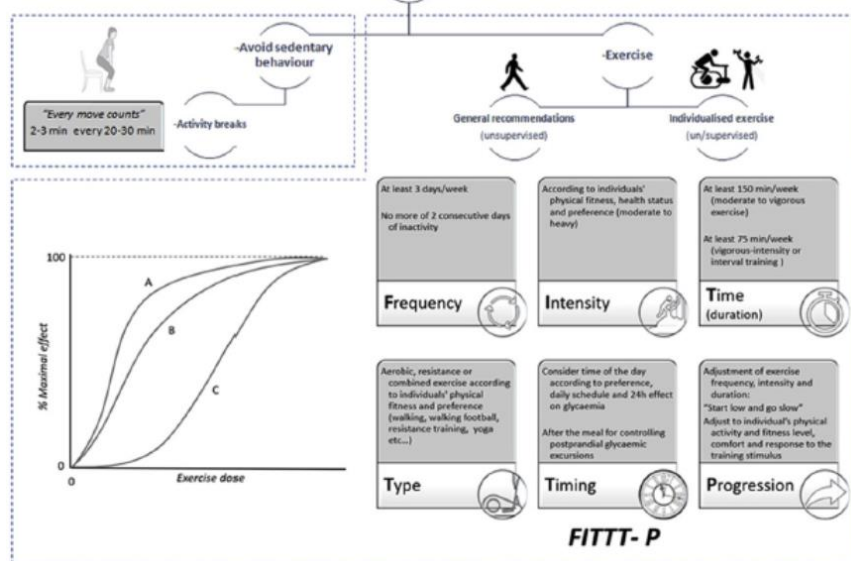 -Avoid sedentary
behaviour
-Exercise
"Every move counts"
2-3 min every 20-30 min
-Activity breaks
General recommendations
(unsupervised)
Individualised exercise
(un/supervised)
At least 3 days/week
No more of 2 consecutive days
of inactivity
Frequency
According to individuals'
physical fitness, health status
and preference (moderate to
heavy)
Intensity
At least 150 min/week
(moderate to vigorous
exercise)
At least 75 min/week
(vigorous-intensity or
interval training )
Time
(duration)
100
A
B
C
% Maximal effect
0
0
Exercise dose
Aerobic, resistance or
combined exercise according
to individuals' physical
fitness and preference
(walking, walking football,
resistance training, yoga
etc...)
Type
Consider time of the day
according to preference,
daily schedule and 24h effect
on glycaemia
After the meal for controlling
postprandial glycaemic
excursions
Timing
Adjustment of exercise
frequency, intensity and
duration:
"Start low and go slow"
Adjust to individual's physical
activity and fitness level,
comfort and response to the
training stimulus
Progression
FITTT- P